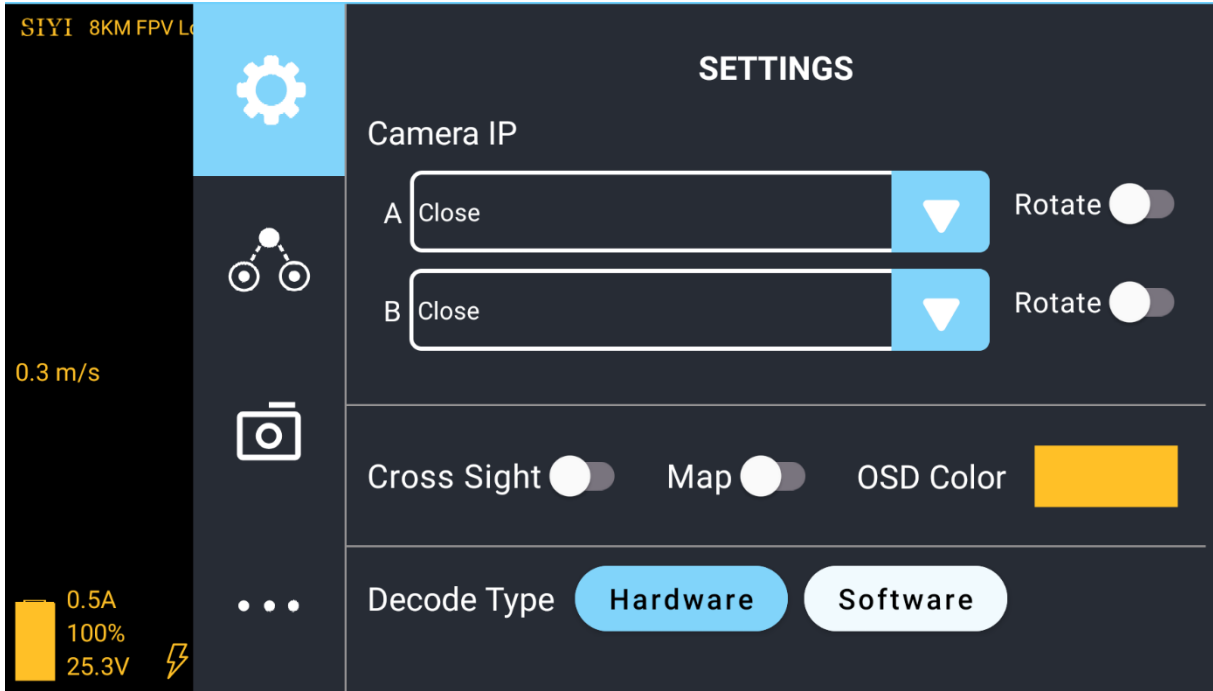 SIYI 8KM FPV Lo
SETTINGS
Camera IP
A Close Rotate
B Close Rotate
0.3 m/s
Cross Sight Map OSD Color
Decode Type Hardware Software
0.5A
100%
25.3V